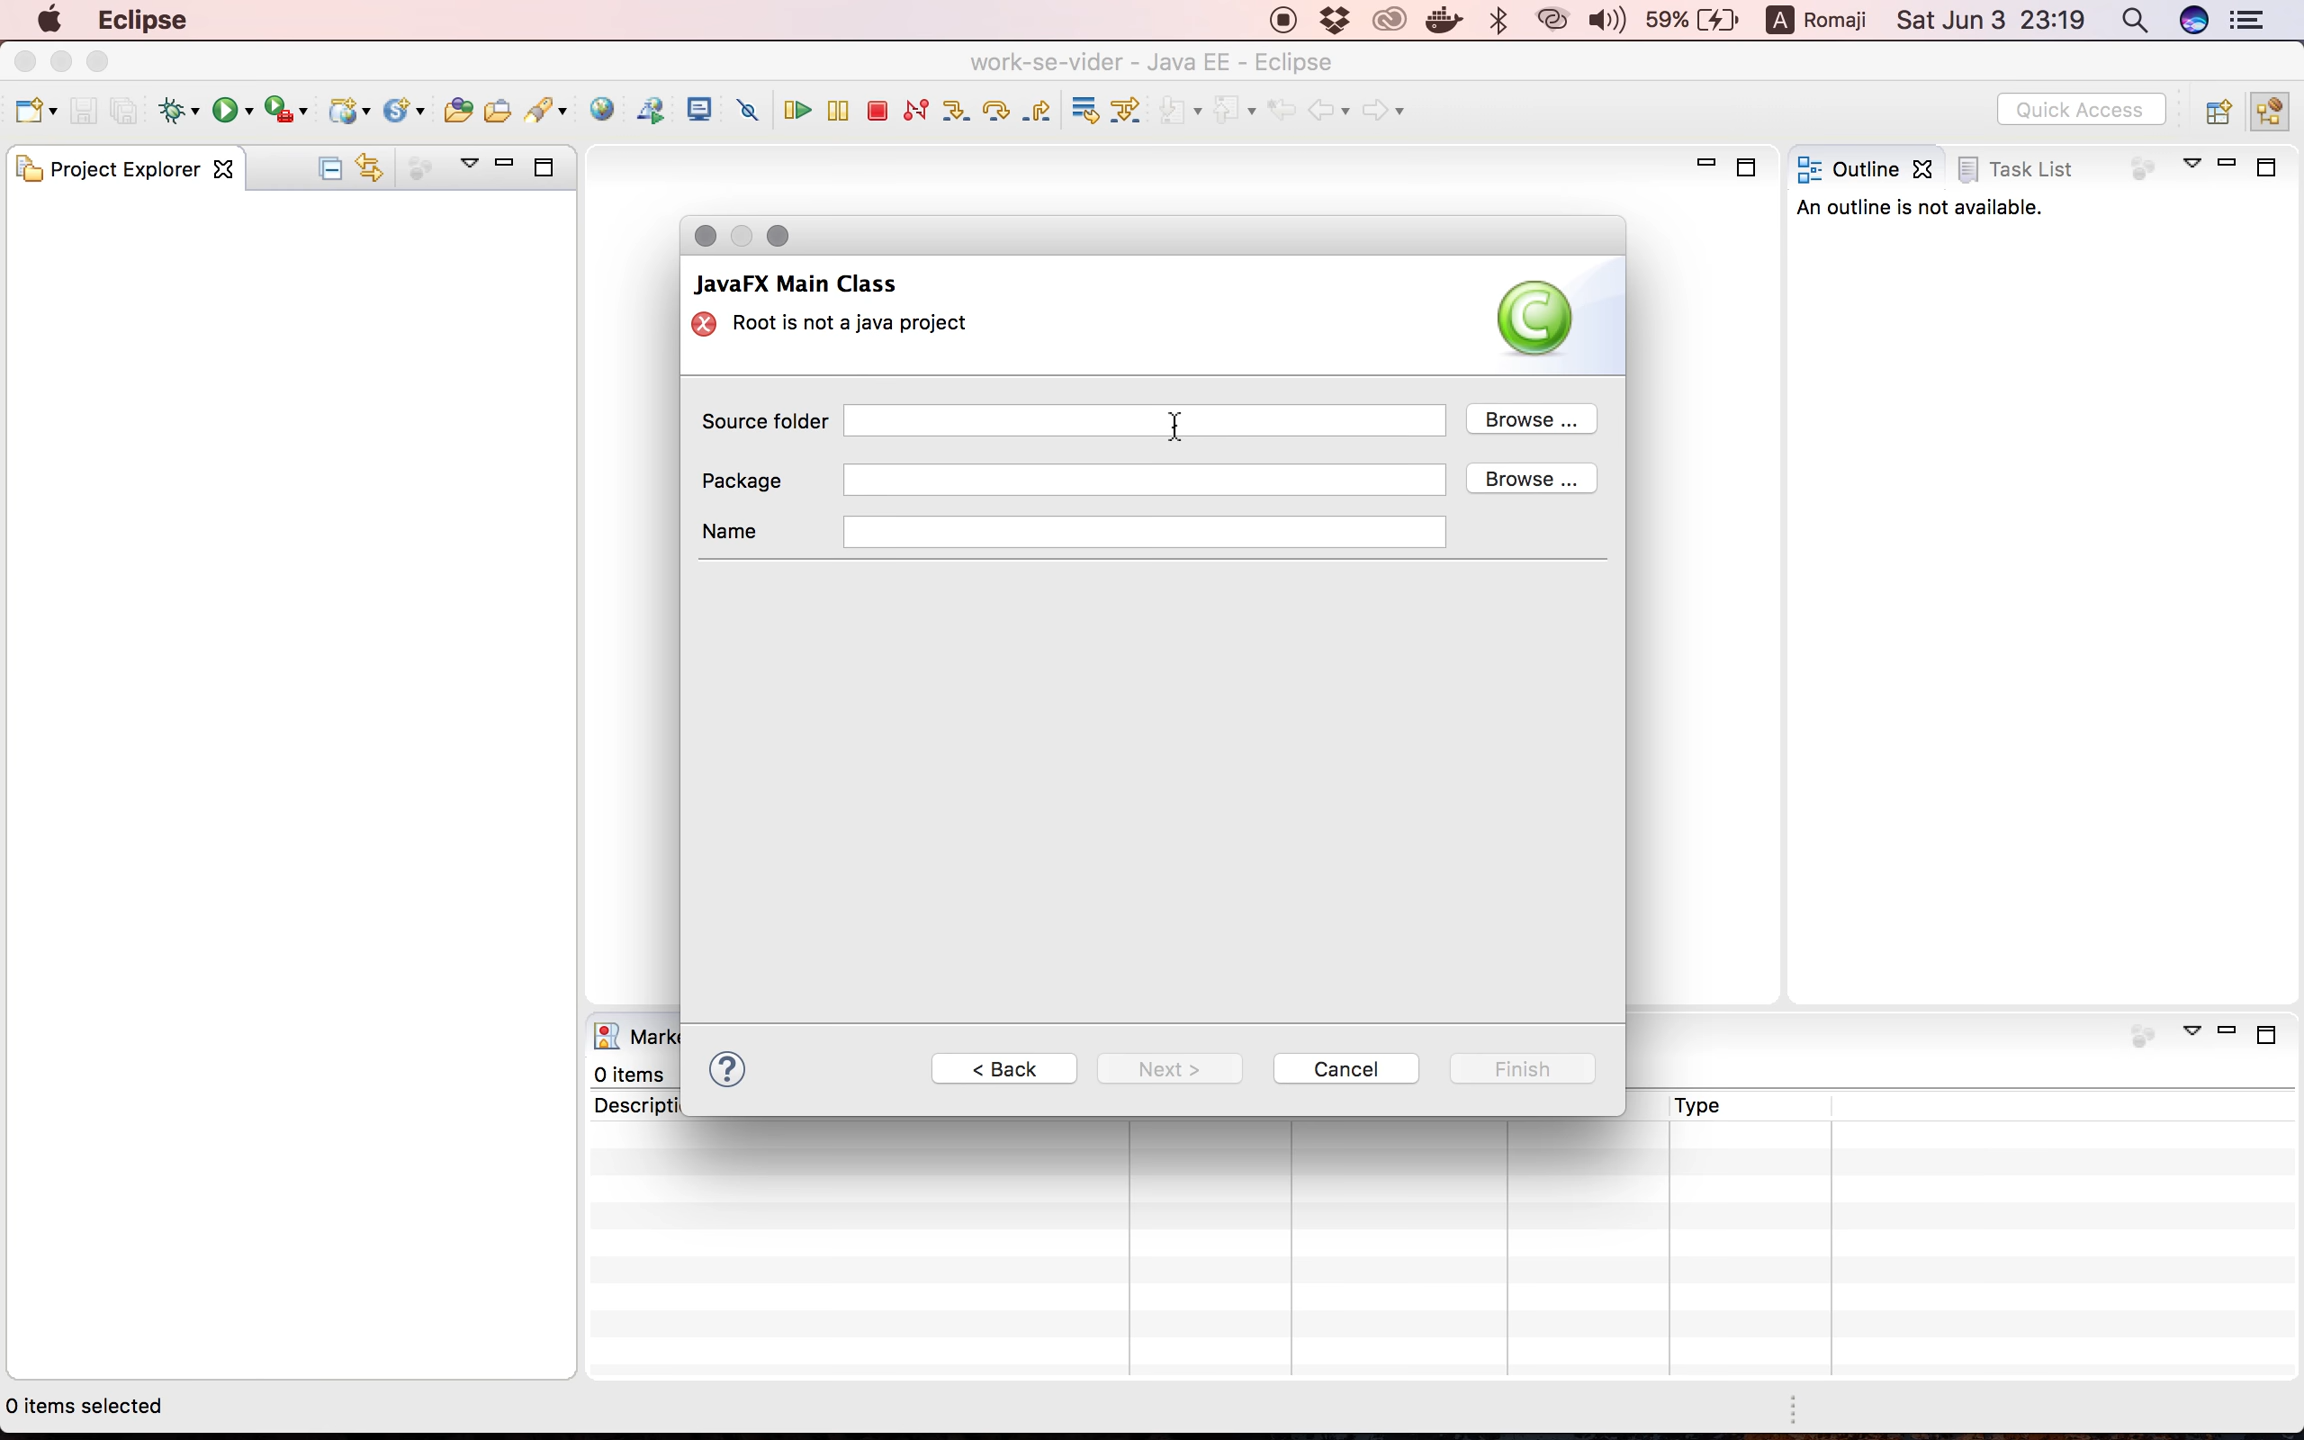 Eclipse
59% A Romaji Sat Jun 3 23:19
work-se-vider - Java EE - Eclipse
Quick Access
Project Explorer
Outline Task List
An outline is not available.
JavaFX Main Class
Root is not a java project
Source folder Browse ...
Package Browse ...
Name
Marke
0 items
Descripti Type
? < Back Next > Cancel Finish
0 items selected